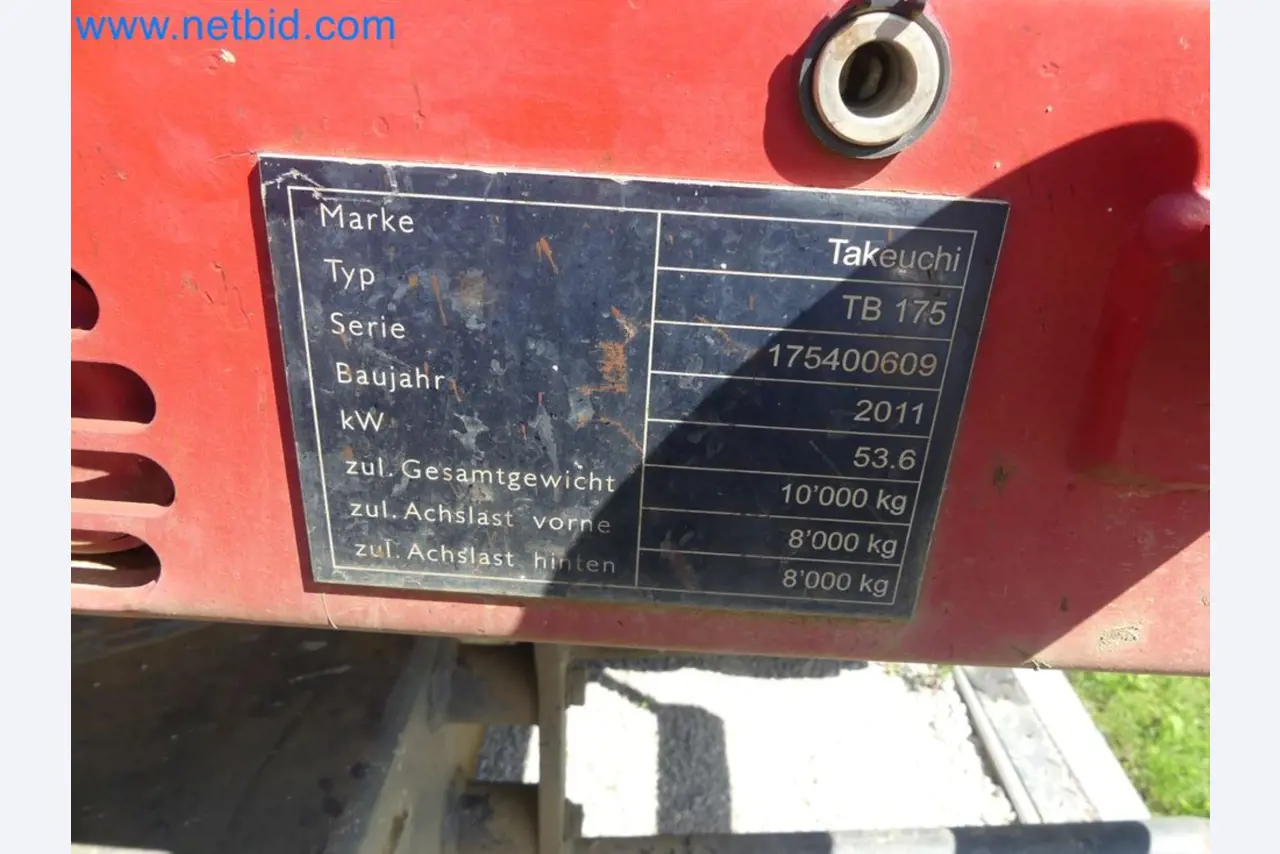 www.netbid.com
Marke Takeuchi
Typ TB 175
Serie 175400609
Baujahr 2011
kW 53.6
zul. Gesamtgewicht 10'000 kg
zul. Achslast vorne 8'000 kg
zul. Achslast hinten 8'000 kg